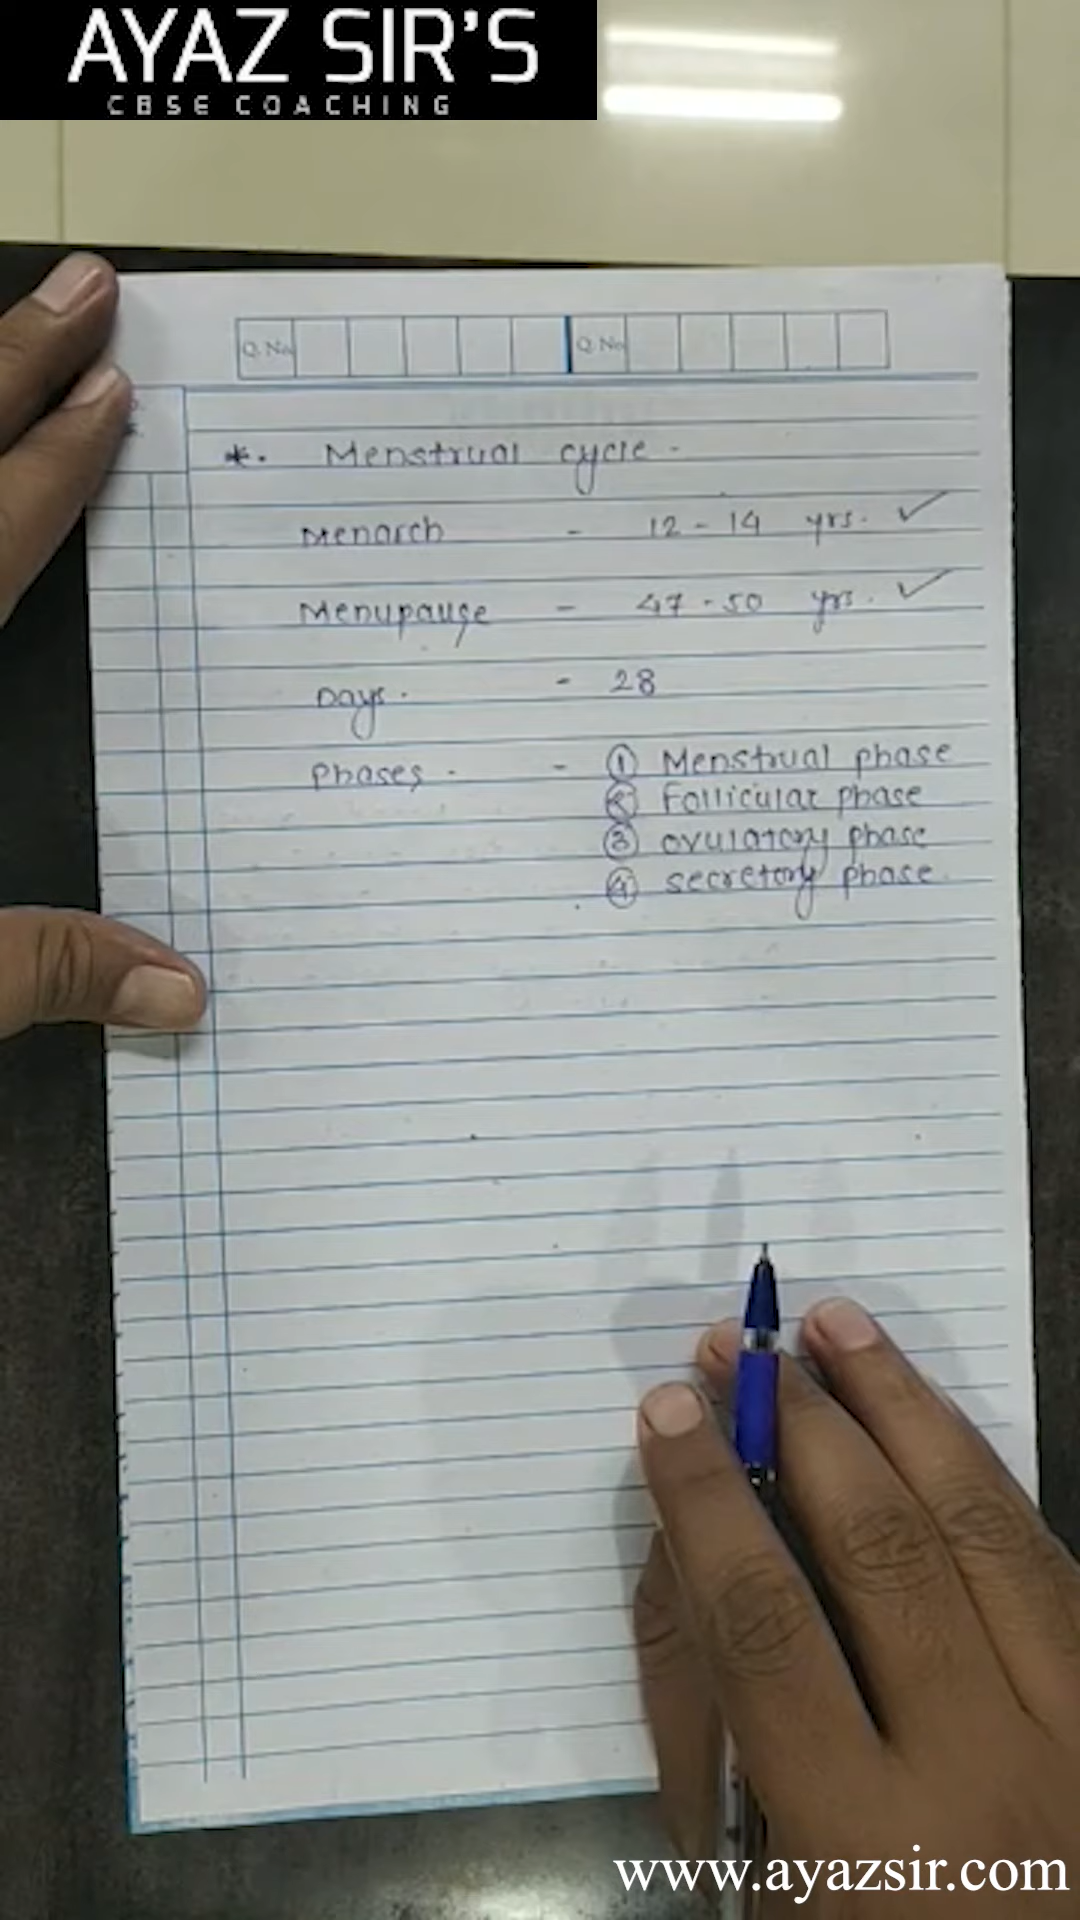 AYAZ SIR'S
CBSE COACHING
Q. No Q. No
*. Menstrual cycle -
Menarch - 12 - 14 yrs. ✓
Menupause - 47 - 50 yrs. ✓
Days. - 28
Phases - - ① Menstrual phase
② Follicular phase
③ ovulatory phase
④ secretory phase.
www.ayazsir.com